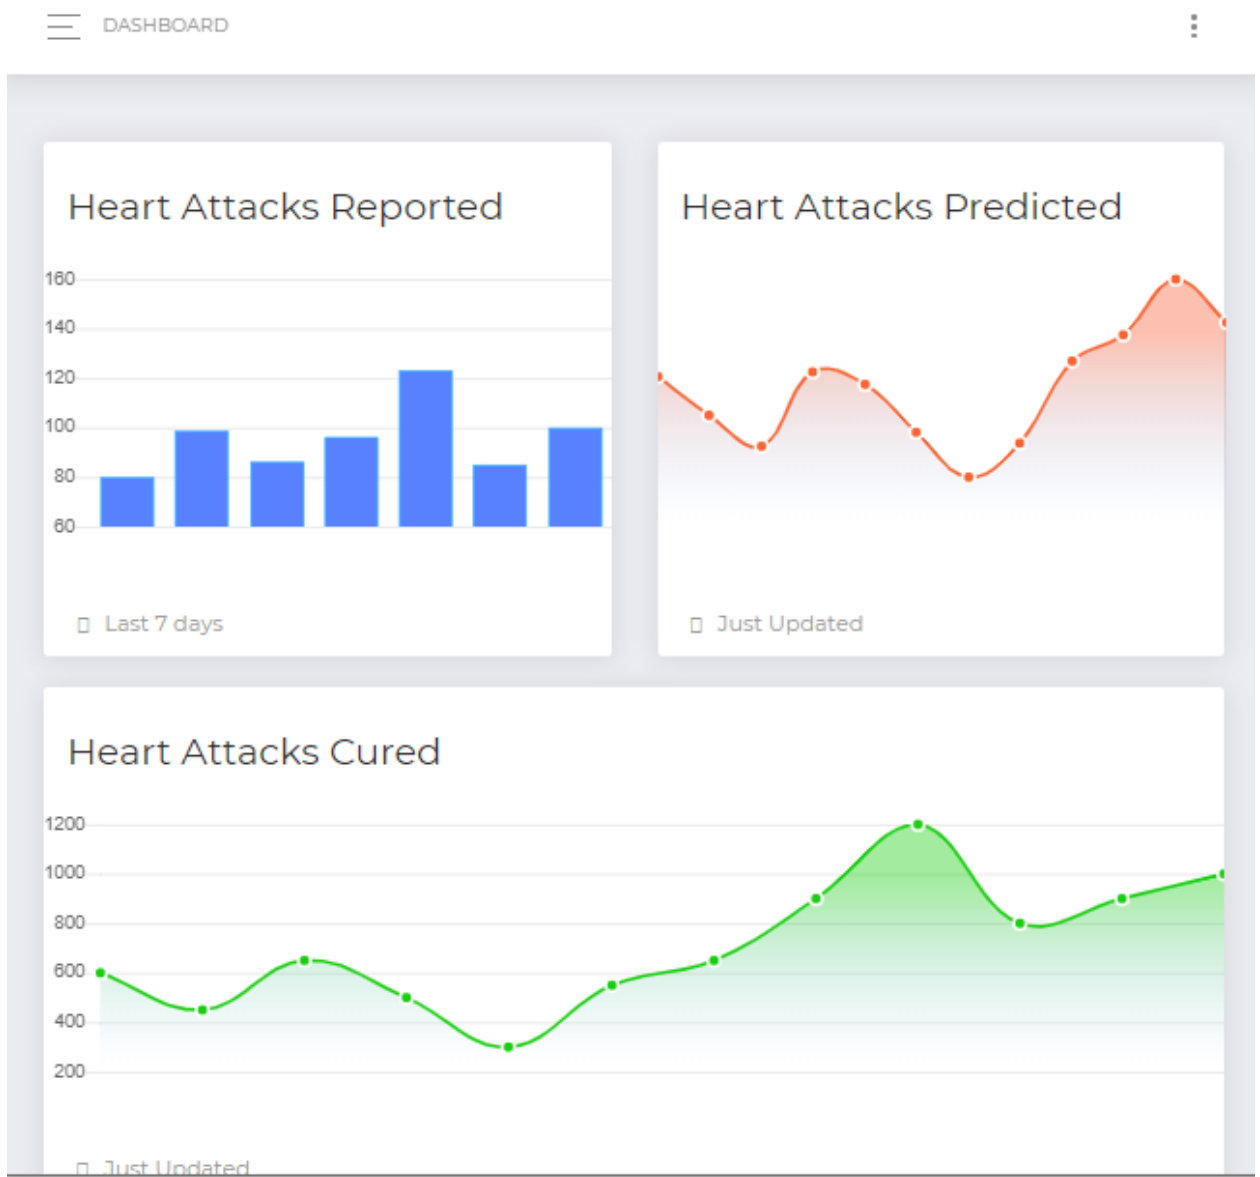 DASHBOARD
Heart Attacks Reported
160
140
120
100
80
60
Last 7 days
Heart Attacks Predicted
Just Updated
Heart Attacks Cured
1200
1000
800
600
400
200
Just Updated